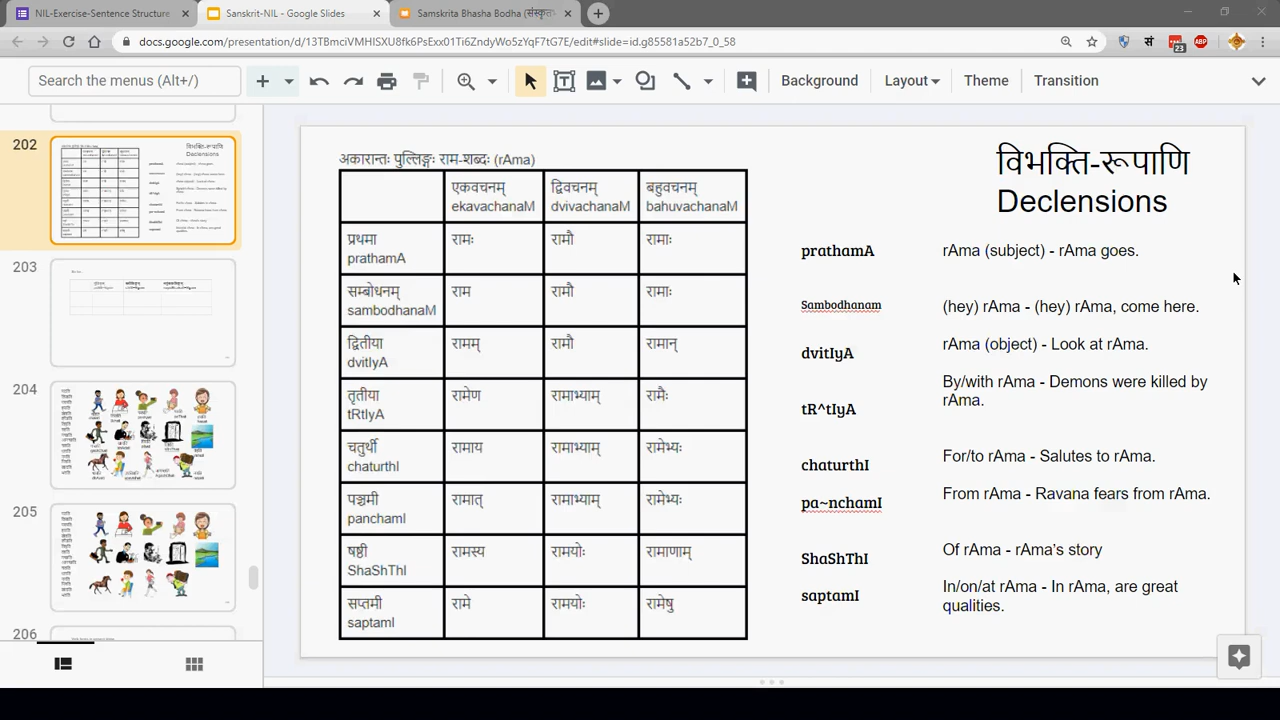 NIL-Exercise-Sentence Structure
Sanskrit-NIL - Google Slides
Samskrita Bhasha Bodha (संस्कृत
docs.google.com/presentation/d/13TBmciVMHISXU8fk6PsExx01Ti6ZndyWo5zYqF7tG7E/edit#slide=id.g85581a52b7_0_58
सं
23
ABP
Search the menus (Alt+/)
Background
Layout
Theme
Transition
202
203
204
205
206
अकारान्तः पुल्लिङ्गः राम-शब्दः (rAma)
एकवचनम् द्विवचनम् बहुवचनम्
ekavachanaM dvivachanaM bahuvachanaM
प्रथमा रामः रामौ रामाः
prathamA
सम्बोधनम् राम रामौ रामाः
sambodhanaM
द्वितीया रामम् रामौ रामान्
dvitIyA
तृतीया रामेण रामाभ्याम् रामैः
tRtIyA
चतुर्थी रामाय रामाभ्याम् रामेभ्यः
chaturthI
पञ्चमी रामात् रामाभ्याम् रामेभ्यः
panchamI
षष्ठी रामस्य रामयोः रामाणाम्
ShaShThI
सप्तमी रामे रामयोः रामेषु
saptamI
विभक्ति-रूपाणि
Declensions
prathamA rAma (subject) - rAma goes.
Sambodhanam (hey) rAma - (hey) rAma, come here.
dvitIyA rAma (object) - Look at rAma.
tR^tIyA By/with rAma - Demons were killed by
rAma.
chaturthI For/to rAma - Salutes to rAma.
pa~nchamI From rAma - Ravana fears from rAma.
ShaShThI Of rAma - rAma's story
saptamI In/on/at rAma - In rAma, are great
qualities.